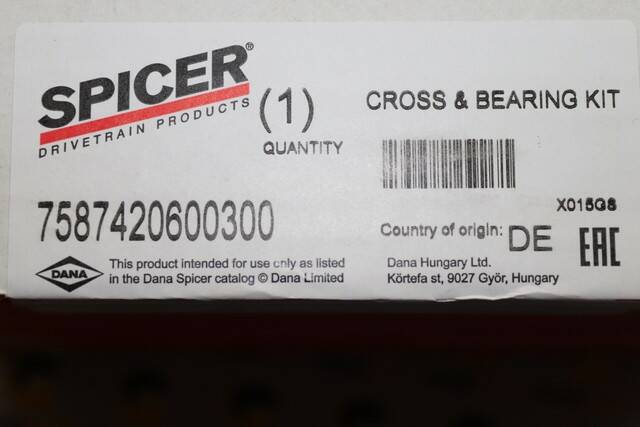 SPICER®
DRIVETRAIN PRODUCTS
(1)
QUANTITY
CROSS & BEARING KIT
X015G8
7587420600300
Country of origin: DE
EAC
DANA
This product intended for use only as listed
in the Dana Spicer catalog © Dana Limited
Dana Hungary Ltd.
Körtefa st, 9027 Györ, Hungary